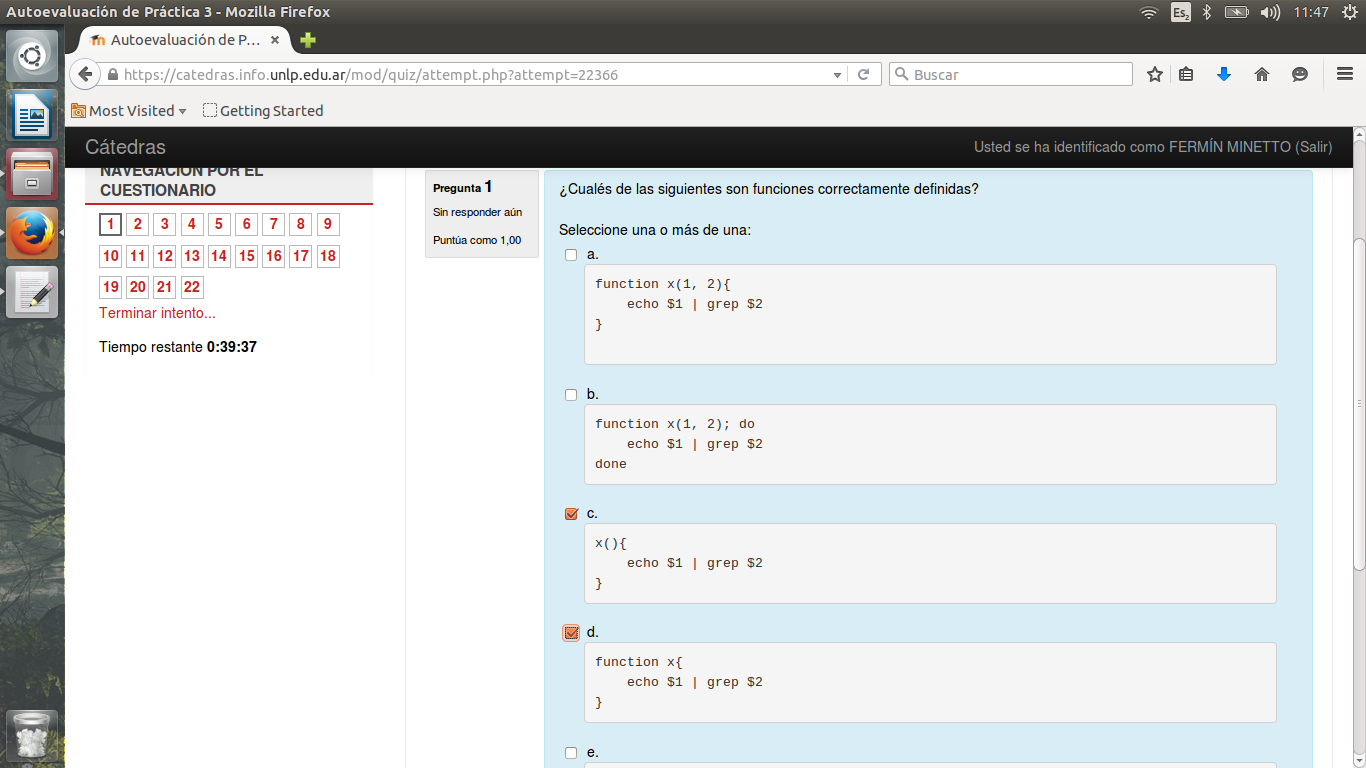 Autoevaluación de Práctica 3 - Mozilla Firefox
Es2
11:47
Autoevaluación de P...
https://catedras.info.unlp.edu.ar/mod/quiz/attempt.php?attempt=22366
Buscar
Most Visited
Getting Started
Cátedras
Usted se ha identificado como FERMÍN MINETTO (Salir)
NAVEGACIÓN POR EL
CUESTIONARIO
1 2 3 4 5 6 7 8 9
10 11 12 13 14 15 16 17 18
19 20 21 22
Terminar intento...
Tiempo restante 0:39:37
Pregunta 1
Sin responder aún
Puntúa como 1,00
¿Cualés de las siguientes son funciones correctamente definidas?
Seleccione una o más de una:
a.
function x(1, 2){
    echo $1 | grep $2
}
b.
function x(1, 2); do
    echo $1 | grep $2
done
c.
x(){
    echo $1 | grep $2
}
d.
function x{
    echo $1 | grep $2
}
e.